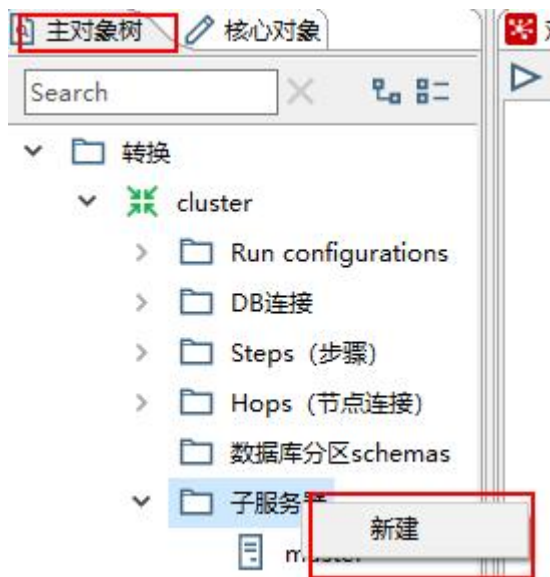 主对象树 核心对象
Search
转换
cluster
Run configurations
DB连接
Steps（步骤）
Hops（节点连接）
数据库分区schemas
子服务器
新建